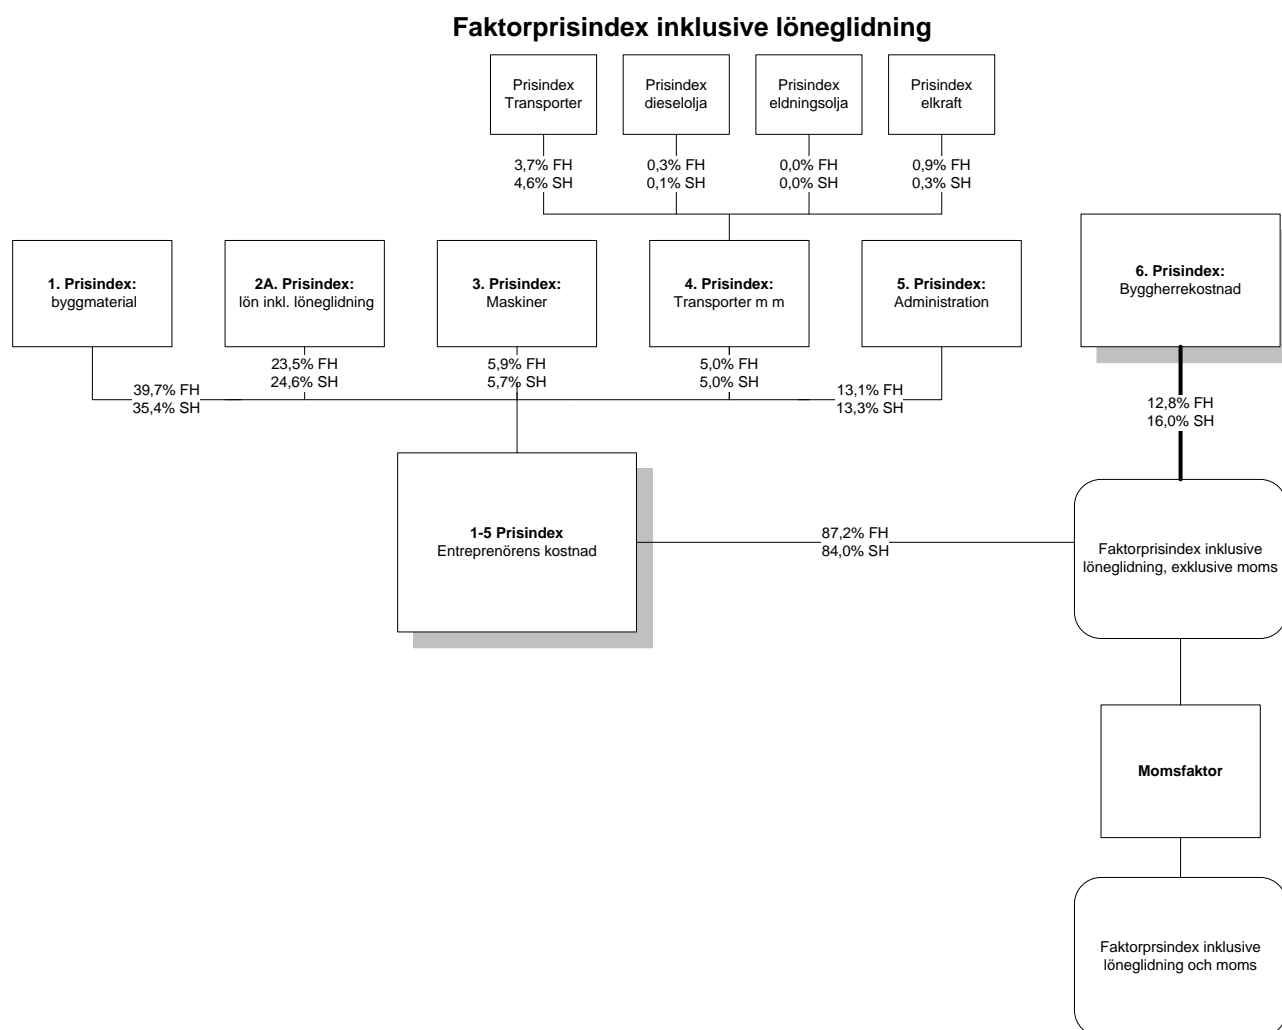 Faktorprisindex inklusive löneglidning
Prisindex
Transporter
Prisindex
dieselolja
Prisindex
eldningsolja
Prisindex
elkraft
3,7% FH
4,6% SH
0,3% FH
0,1% SH
0,0% FH
0,0% SH
0,9% FH
0,3% SH
1. Prisindex:
byggmaterial
2A. Prisindex:
lön inkl. löneglidning
3. Prisindex:
Maskiner
4. Prisindex:
Transporter m m
5. Prisindex:
Administration
6. Prisindex:
Byggherrekostnad
39,7% FH
35,4% SH
23,5% FH
24,6% SH
5,9% FH
5,7% SH
5,0% FH
5,0% SH
13,1% FH
13,3% SH
12,8% FH
16,0% SH
1-5 Prisindex
Entreprenörens kostnad
87,2% FH
84,0% SH
Faktorprisindex inklusive
löneglidning, exklusive moms
Momsfaktor
Faktorprsindex inklusive
löneglidning och moms